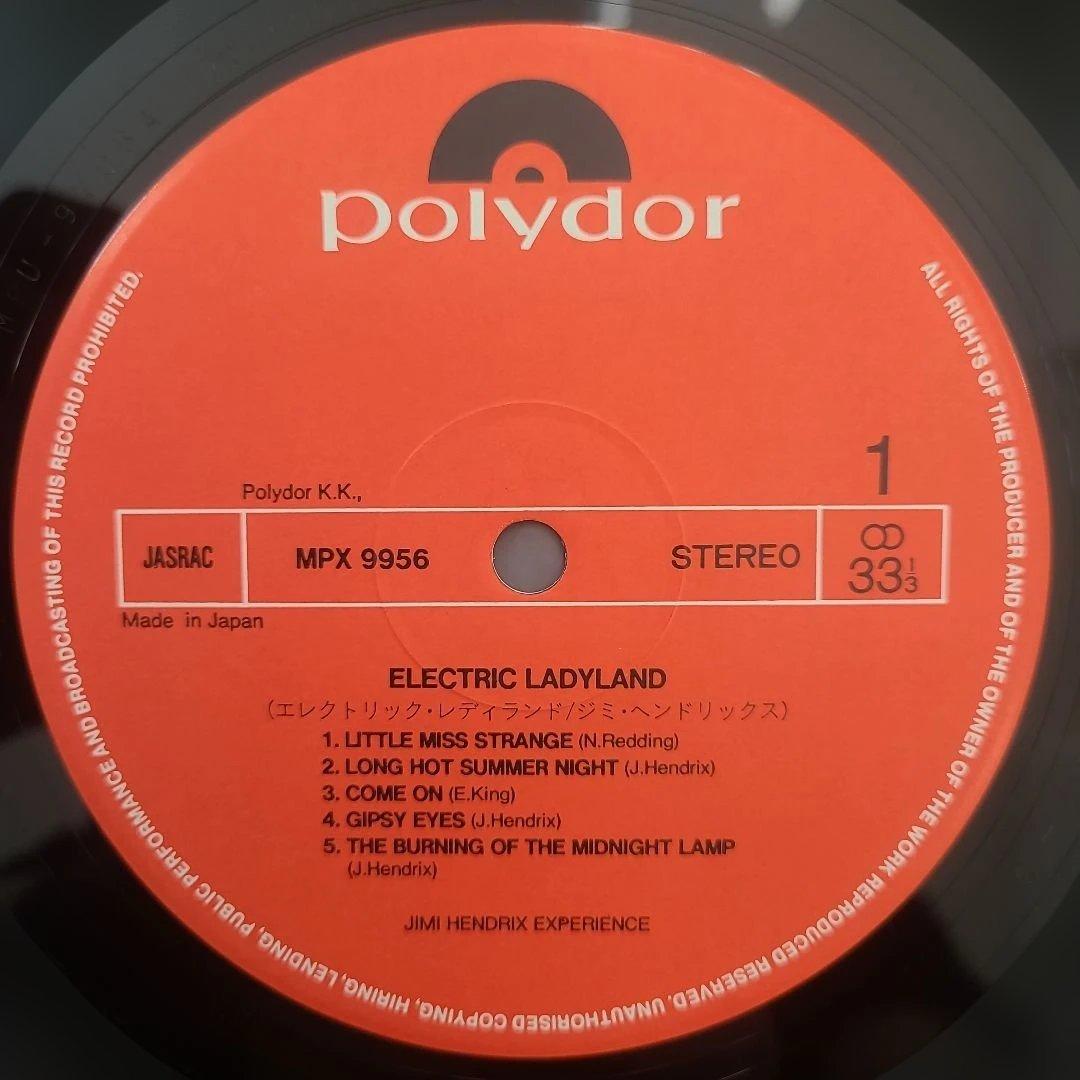 polydor
ALL RIGHTS OF THE PRODUCER AND OF THE OWNER OF THE WORK REPRODUCED RESERVED. UNAUTHORISED COPYING, HIRING, LENDING, PUBLIC PERFORMANCE AND BROADCASTING OF THIS RECORD PROHIBITED.
1
Polydor K.K.,
JASRAC MPX 9956 STEREO 33 1/3
Made in Japan
ELECTRIC LADYLAND
(エレクトリック・レディランド/ジミ・ヘンドリックス)
1. LITTLE MISS STRANGE (N.Redding)
2. LONG HOT SUMMER NIGHT (J.Hendrix)
3. COME ON (E.King)
4. GIPSY EYES (J.Hendrix)
5. THE BURNING OF THE MIDNIGHT LAMP
(J.Hendrix)
JIMI HENDRIX EXPERIENCE